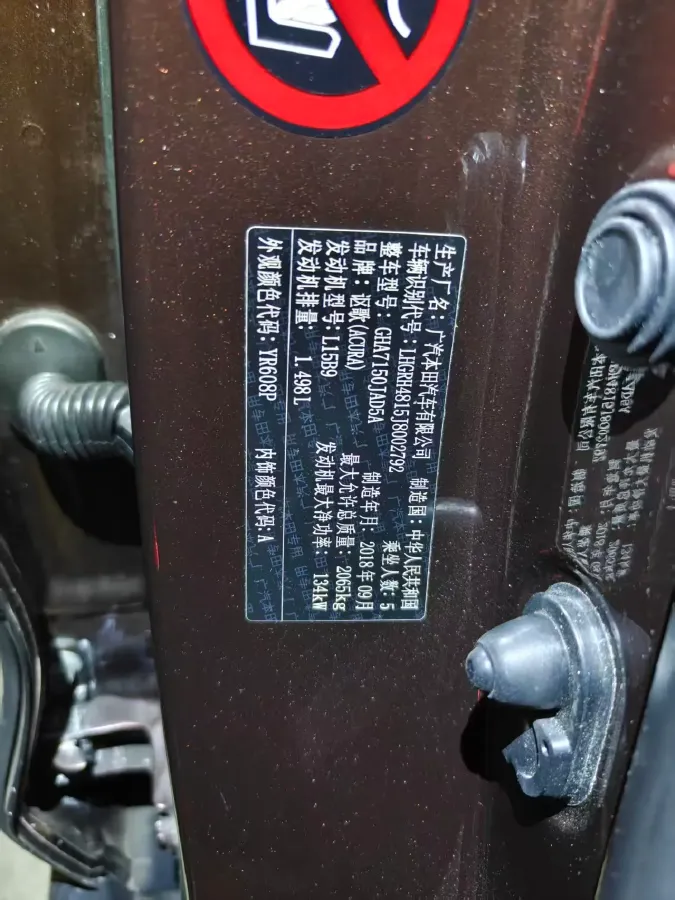 生产厂名：广汽本田汽车有限公司 制造国：中华人民共和国
车辆识别代号：LHGRH4815J8002792 乘坐人数：5
整车型号：GHA7150JAD5A 制造年月：2018年09月
品牌：讴歌(ACURA) 最大允许总质量：2065kg
发动机型号：L15B9 发动机最大净功率：134kW
发动机排量：1.498L
外观颜色代码：YR608P 内饰颜色代码：A